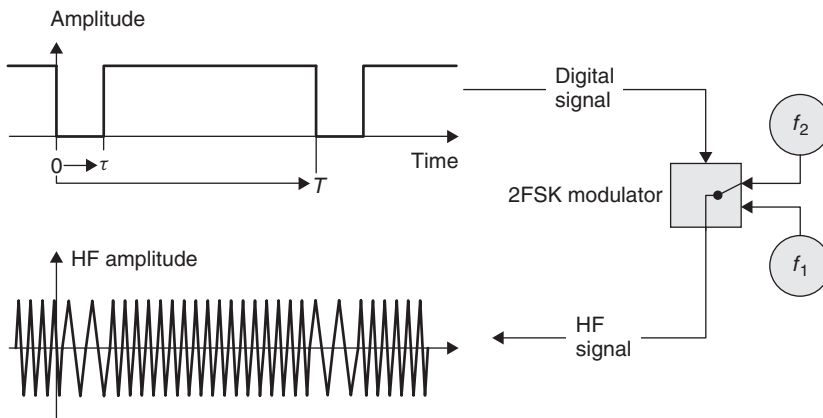 Amplitude
Digital
signal
f2
0
τ
Time
T
2FSK modulator
HF amplitude
f1
HF
signal